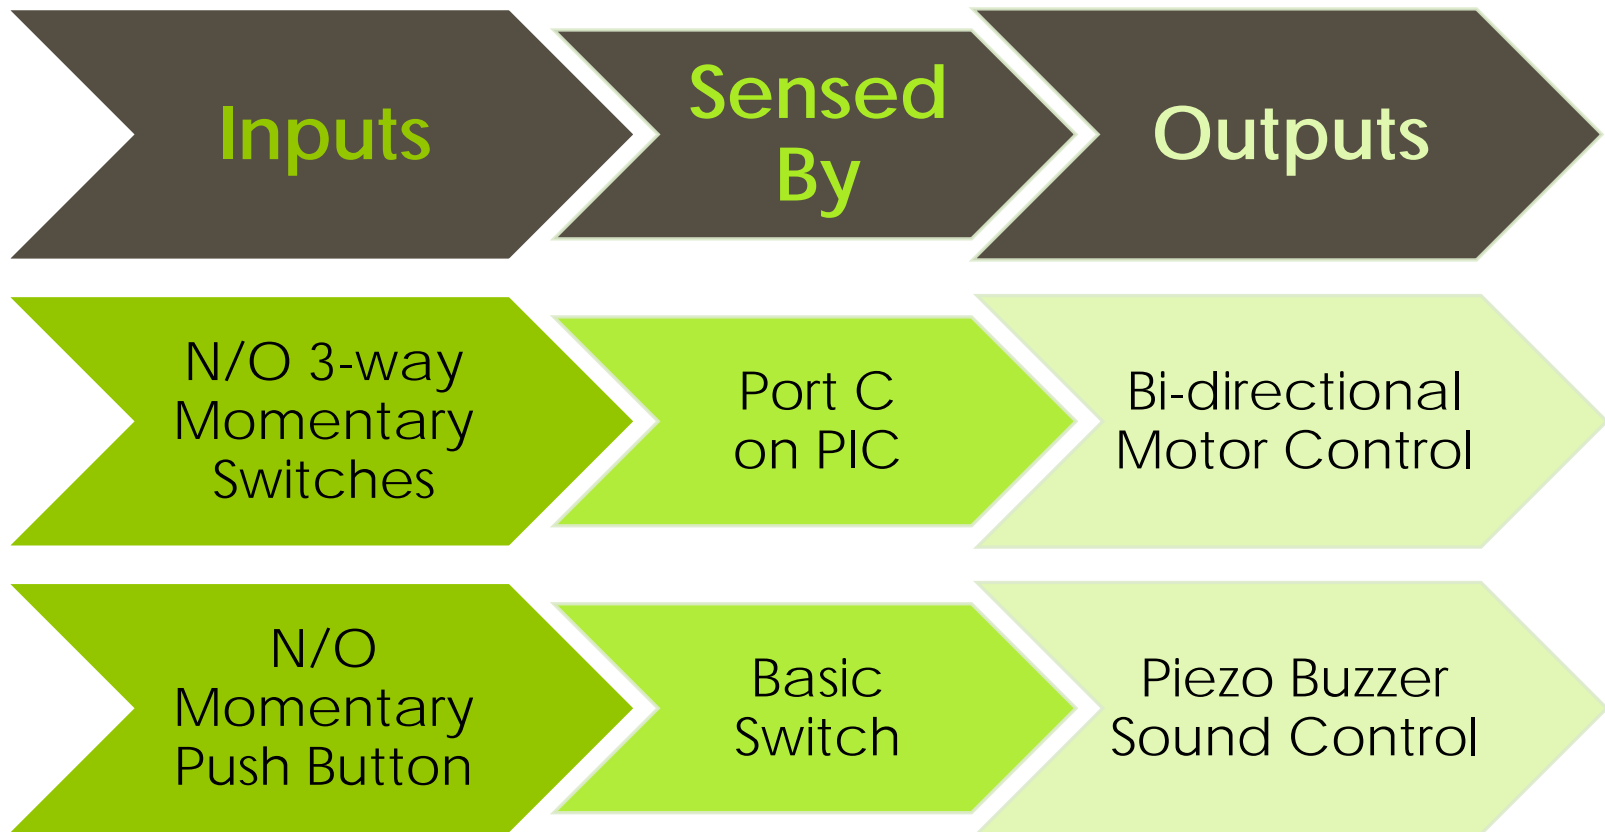 Inputs
Sensed
By
Outputs
N/O 3-way
Momentary
Switches
Port C
on PIC
Bi-directional
Motor Control
N/O
Momentary
Push Button
Basic
Switch
Piezo Buzzer
Sound Control